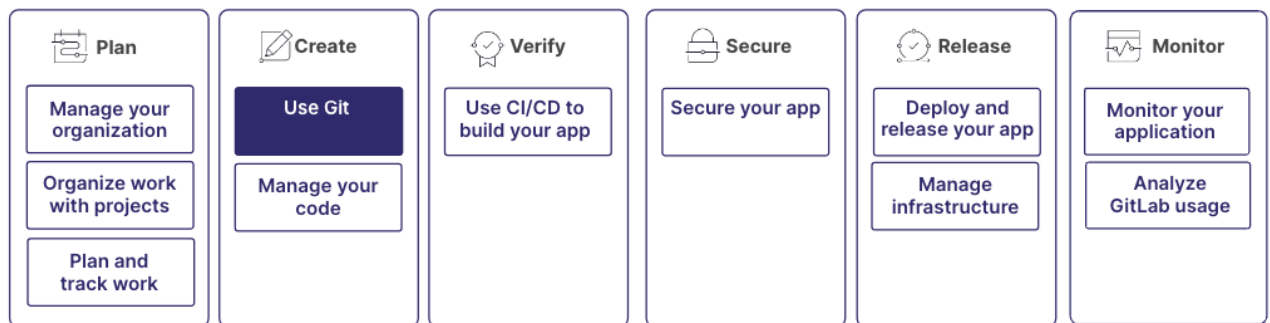 Plan
Manage your
organization
Organize work
with projects
Plan and
track work
Create
Use Git
Manage your
code
Verify
Use CI/CD to
build your app
Secure
Secure your app
Release
Deploy and
release your app
Manage
infrastructure
Monitor
Monitor your
application
Analyze
GitLab usage